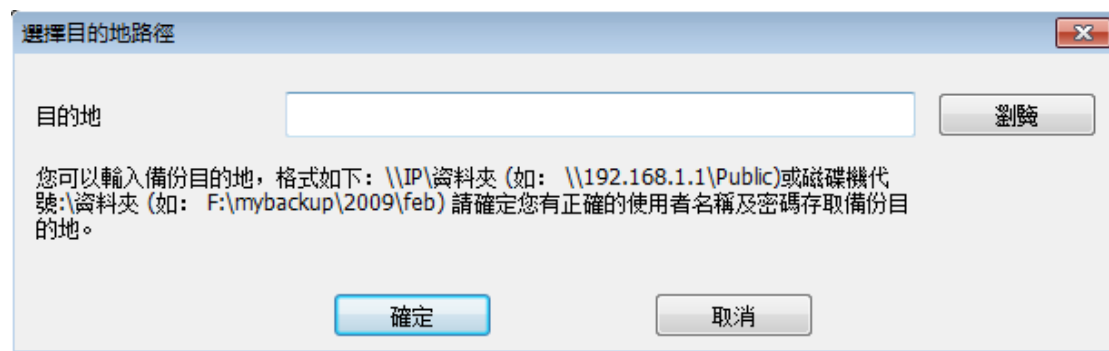 選擇目的地路徑
目的地
瀏覽
您可以輸入備份目的地，格式如下：\\IP\資料夾 (如： \\192.168.1.1\Public)或磁碟機代
號:\資料夾 (如： F:\mybackup\2009\feb) 請確定您有正確的使用者名稱及密碼存取備份目
的地。
確定
取消